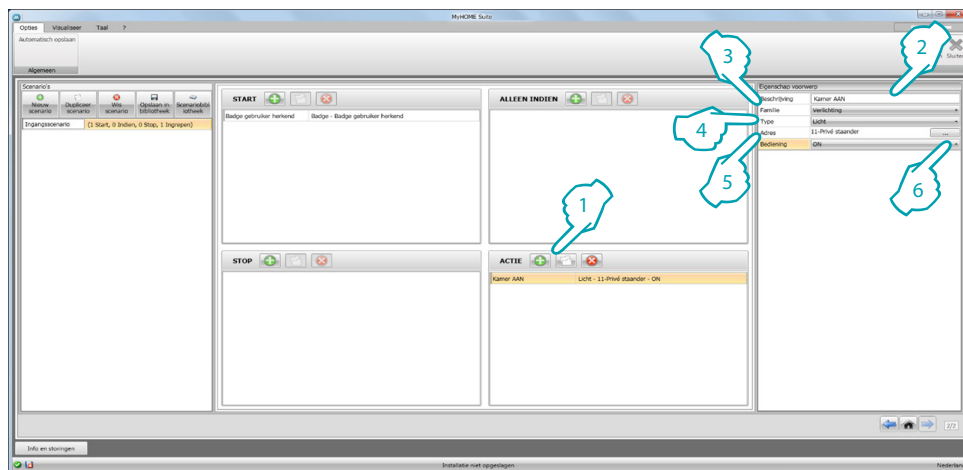 MyHOME Suite
Opties Visualiseer Taal ?
Automatisch opslaan
Sluiten
Algemeen
Scenario's
Nieuw scenario
Dupliceer scenario
Wis scenario
Opslaan in bibliotheek
Scenariobibliotheek
Ingangsscenario (1 Start, 0 Indien, 0 Stop, 1 Ingrepen)
START
Badge gebruiker herkend Badge - Badge gebruiker herkend
ALLEEN INDIEN
STOP
ACTIE
Kamer AAN Licht - 11-Privé staander - ON
Eigenschap voorwerp
Beschrijving Kamer AAN
Familie Verlichting
Type Licht
Adres 11-Privé staander ...
Bediening ON
1
2
3
4
5
6
2/2
Info en storingen
Installatie niet opgeslagen
Nederlan